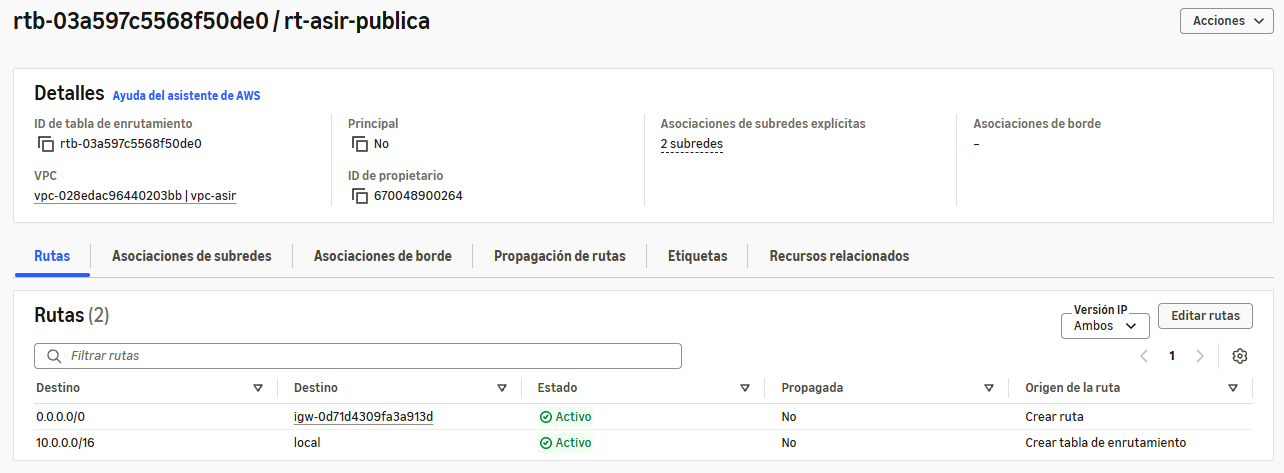 rtb-03a597c5568f50de0 / rt-asir-publica
Acciones
Detalles Ayuda del asistente de AWS
ID de tabla de enrutamiento
rtb-03a597c5568f50de0
Principal
No
Asociaciones de subredes explícitas
2 subredes
Asociaciones de borde
–
VPC
vpc-028edac96440203bb | vpc-asir
ID de propietario
670048900264
Rutas Asociaciones de subredes Asociaciones de borde Propagación de rutas Etiquetas Recursos relacionados
Rutas (2)
Versión IP
Ambos
Editar rutas
Filtrar rutas
1
Destino Destino Estado Propagada Origen de la ruta
0.0.0.0/0 igw-0d71d4309fa3a913d Activo No Crear ruta
10.0.0.0/16 local Activo No Crear tabla de enrutamiento